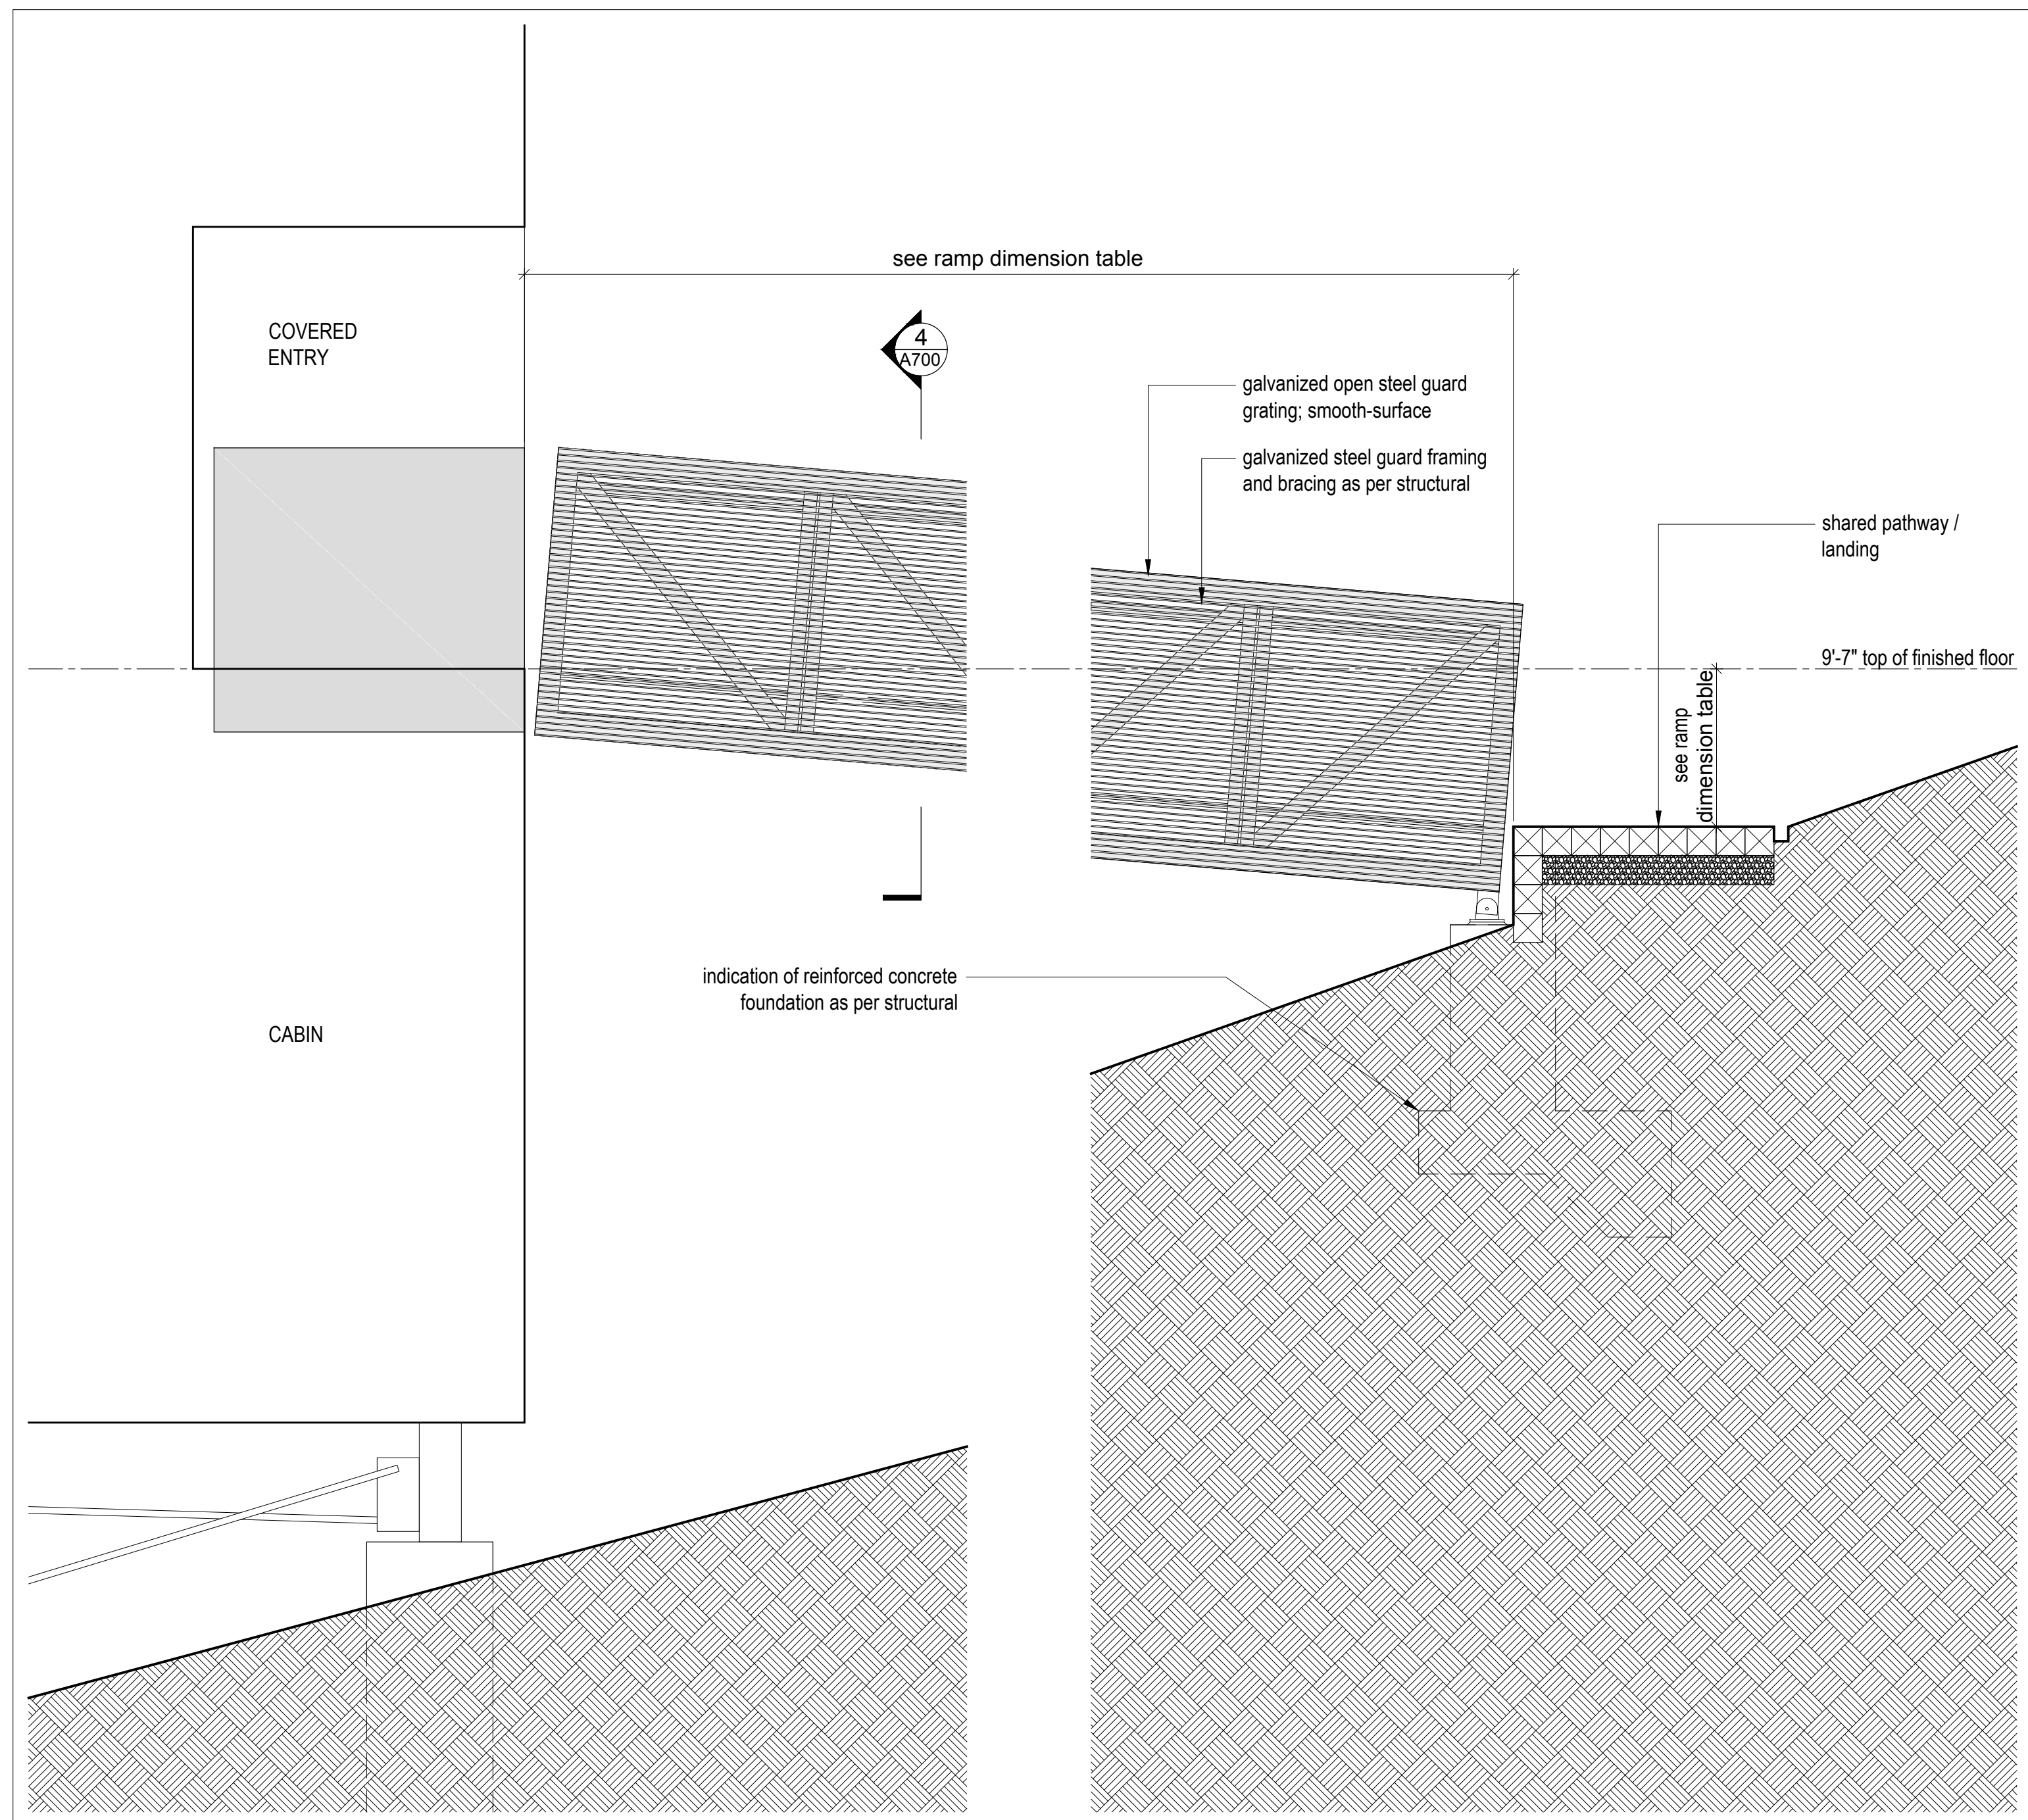 see ramp dimension table
COVERED
ENTRY
4
A700
galvanized open steel guard
grating; smooth-surface
galvanized steel guard framing
and bracing as per structural
shared pathway /
landing
9'-7" top of finished floor
see ramp
dimension table
indication of reinforced concrete
foundation as per structural
CABIN